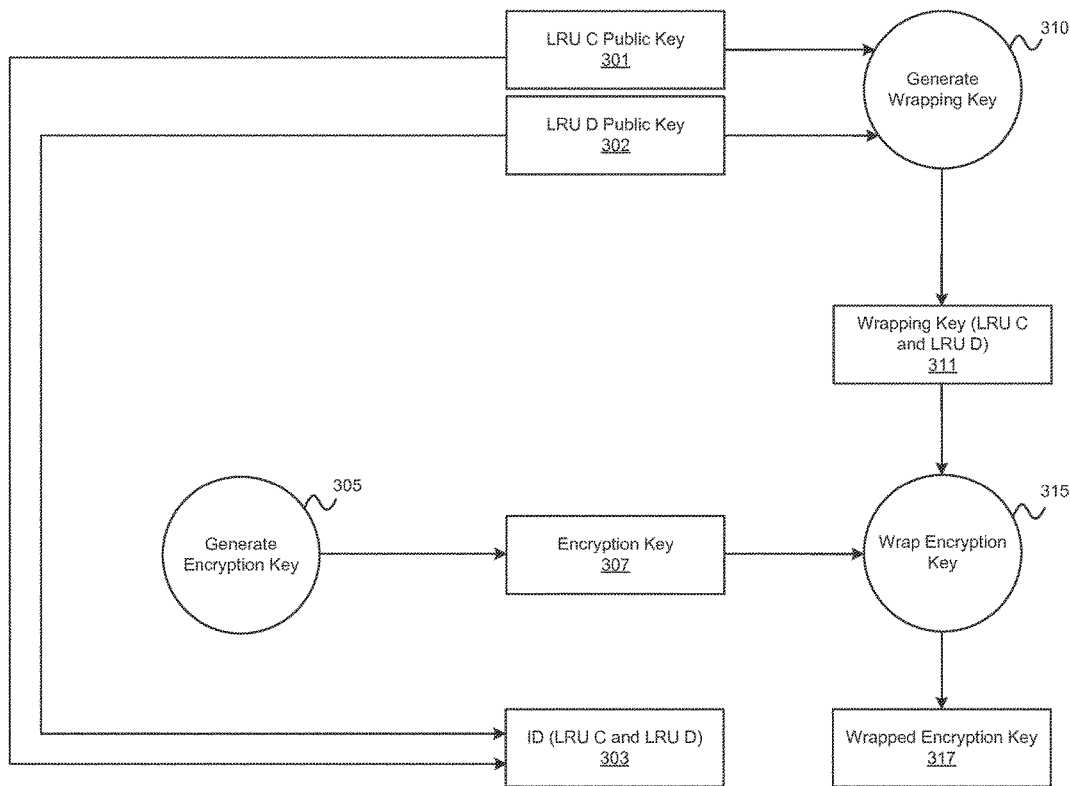 LRU C Public Key
301
310
Generate
Wrapping Key
LRU D Public Key
302
Wrapping Key (LRU C
and LRU D)
311
305
Generate
Encryption Key
Encryption Key
307
315
Wrap Encryption
Key
ID (LRU C and LRU D)
303
Wrapped Encryption Key
317